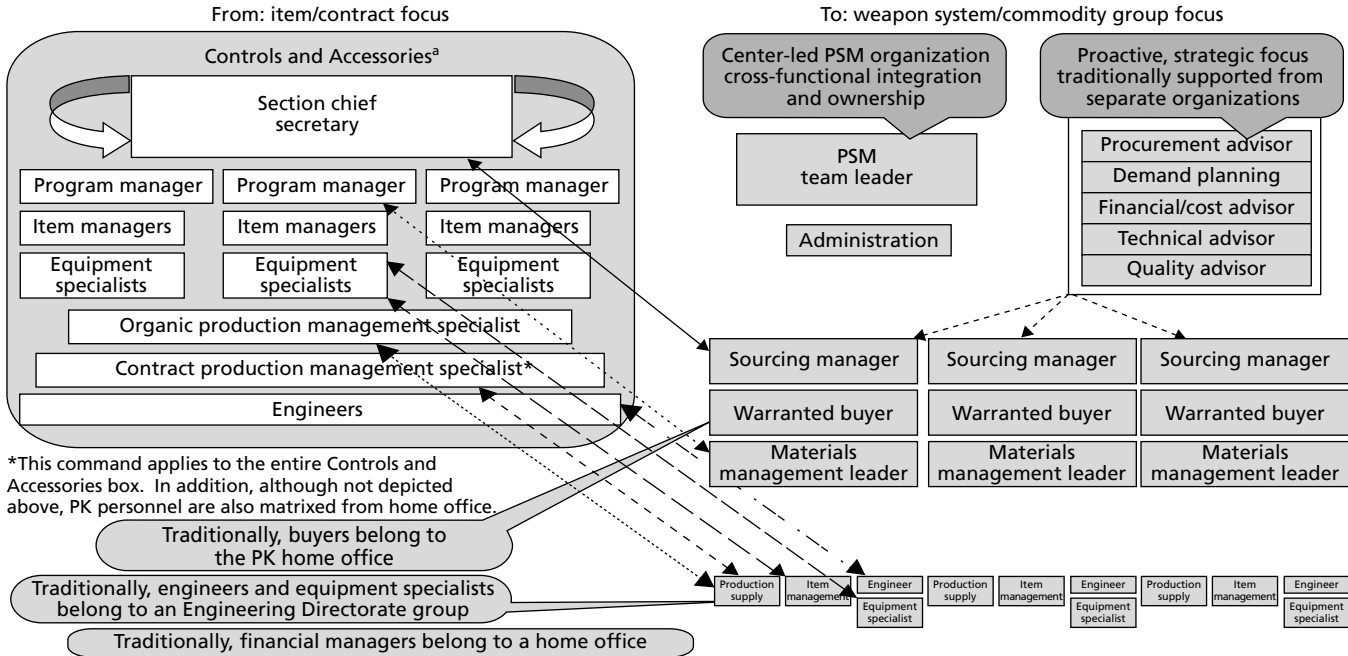 From: item/contract focus
To: weapon system/commodity group focus
Controls and Accessoriesª
Section chief
secretary
Program manager
Program manager
Program manager
Item managers
Item managers
Item managers
Equipment
specialists
Equipment
specialists
Equipment
specialists
Organic production management specialist
Contract production management specialist*
Engineers
*This command applies to the entire Controls and
Accessories box. In addition, although not depicted
above, PK personnel are also matrixed from home office.
Traditionally, buyers belong to
the PK home office
Traditionally, engineers and equipment specialists
belong to an Engineering Directorate group
Traditionally, financial managers belong to a home office
Center-led PSM organization
cross-functional integration
and ownership
Proactive, strategic focus
traditionally supported from
separate organizations
PSM
team leader
Administration
Procurement advisor
Demand planning
Financial/cost advisor
Technical advisor
Quality advisor
Sourcing manager
Sourcing manager
Sourcing manager
Warranted buyer
Warranted buyer
Warranted buyer
Materials
management leader
Materials
management leader
Materials
management leader
Production
supply
Item
management
Engineer
Equipment
specialist
Production
supply
Item
management
Engineer
Equipment
specialist
Production
supply
Item
management
Engineer
Equipment
specialist